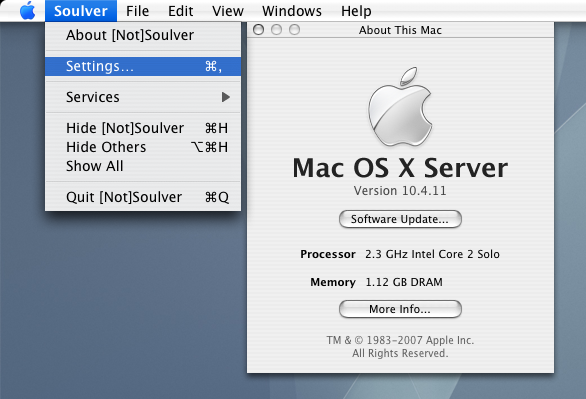 Soulver File Edit View Windows Help
About [Not]Soulver
Settings... ⌘,
Services
Hide [Not]Soulver ⌘H
Hide Others ⌥⌘H
Show All
Quit [Not]Soulver ⌘Q
About This Mac
Mac OS X Server
Version 10.4.11
Software Update...
Processor 2.3 GHz Intel Core 2 Solo
Memory 1.12 GB DRAM
More Info...
TM & © 1983-2007 Apple Inc.
All Rights Reserved.